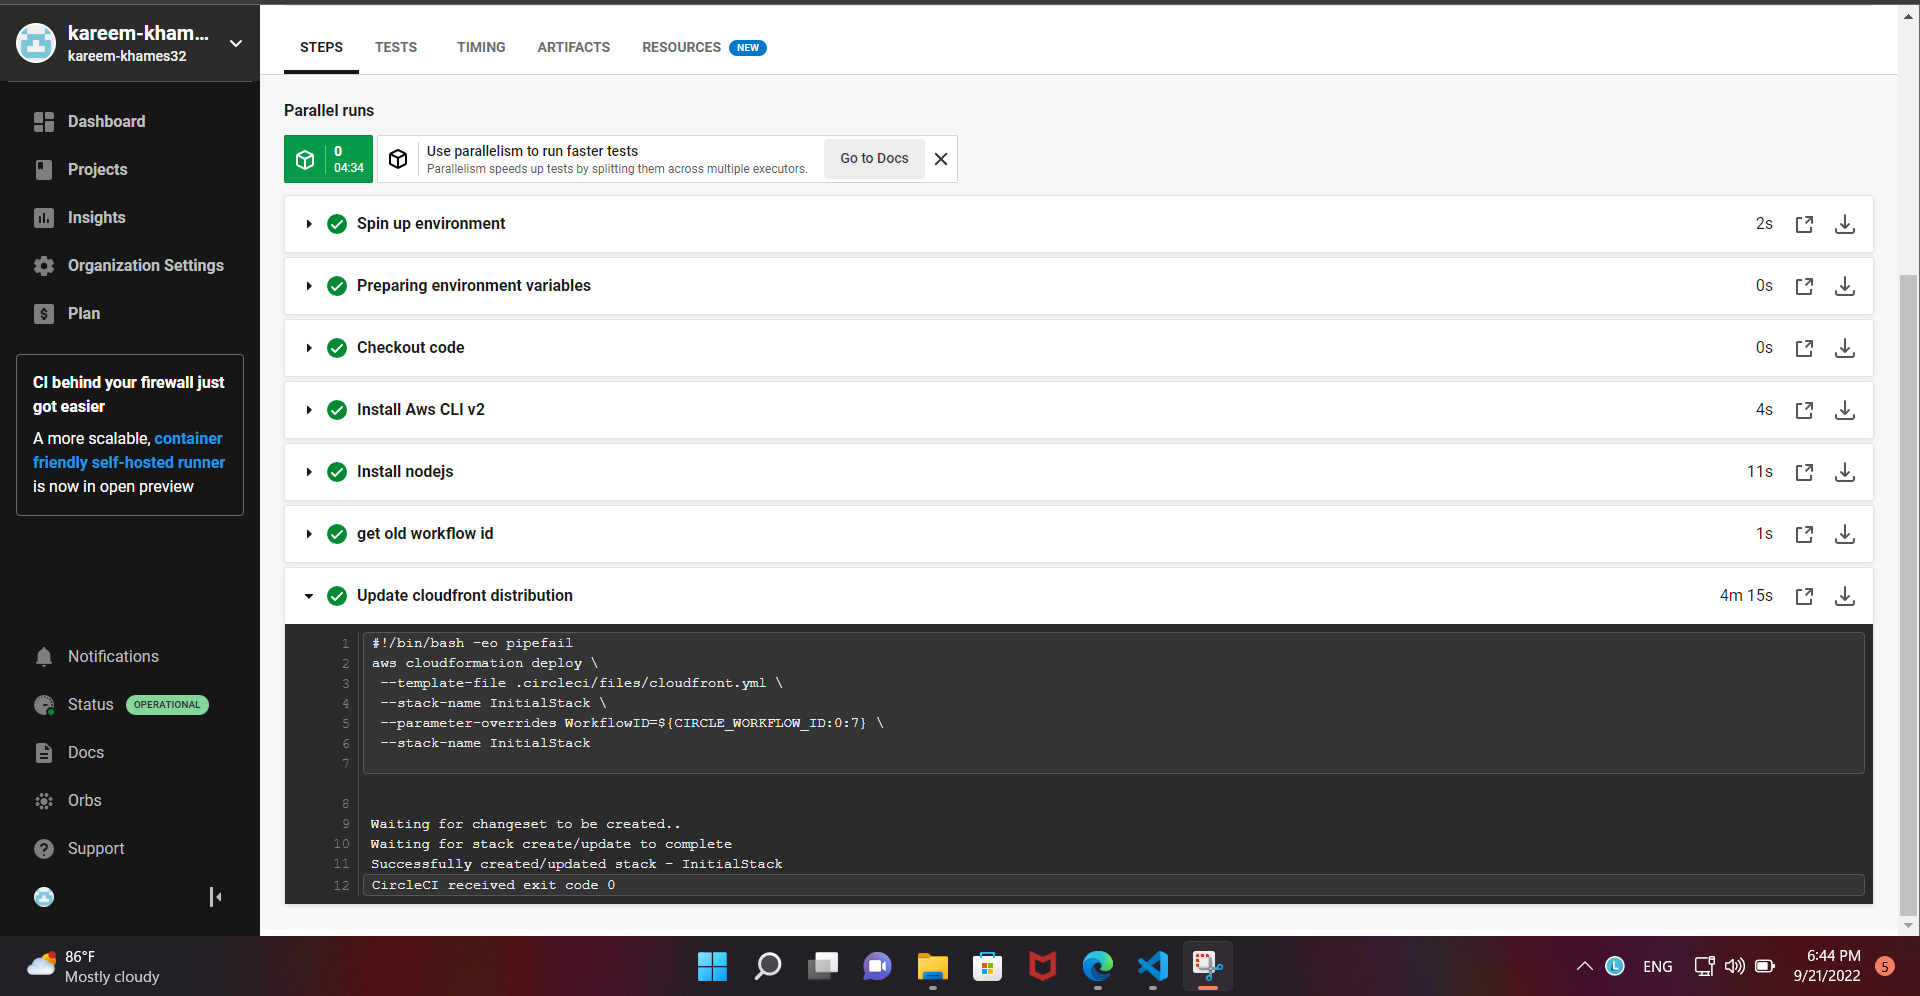 kareem-kham...
kareem-khames32
Dashboard
Projects
Insights
Organization Settings
Plan
CI behind your firewall just
got easier
A more scalable, container
friendly self-hosted runner
is now in open preview
Notifications
Status OPERATIONAL
Docs
Orbs
Support
STEPS TESTS TIMING ARTIFACTS RESOURCES NEW
Parallel runs
0
04:34
Use parallelism to run faster tests
Parallelism speeds up tests by splitting them across multiple executors.
Go to Docs
Spin up environment 2s
Preparing environment variables 0s
Checkout code 0s
Install Aws CLI v2 4s
Install nodejs 11s
get old workflow id 1s
Update cloudfront distribution 4m 15s
1 #!/bin/bash -eo pipefail
2 aws cloudformation deploy \
3 --template-file .circleci/files/cloudfront.yml \
4 --stack-name InitialStack \
5 --parameter-overrides WorkflowID=${CIRCLE_WORKFLOW_ID:0:7} \
6 --stack-name InitialStack
7
8
9 Waiting for changeset to be created..
10 Waiting for stack create/update to complete
11 Successfully created/updated stack - InitialStack
12 CircleCI received exit code 0
86°F
Mostly cloudy
L
ENG
6:44 PM
9/21/2022
5